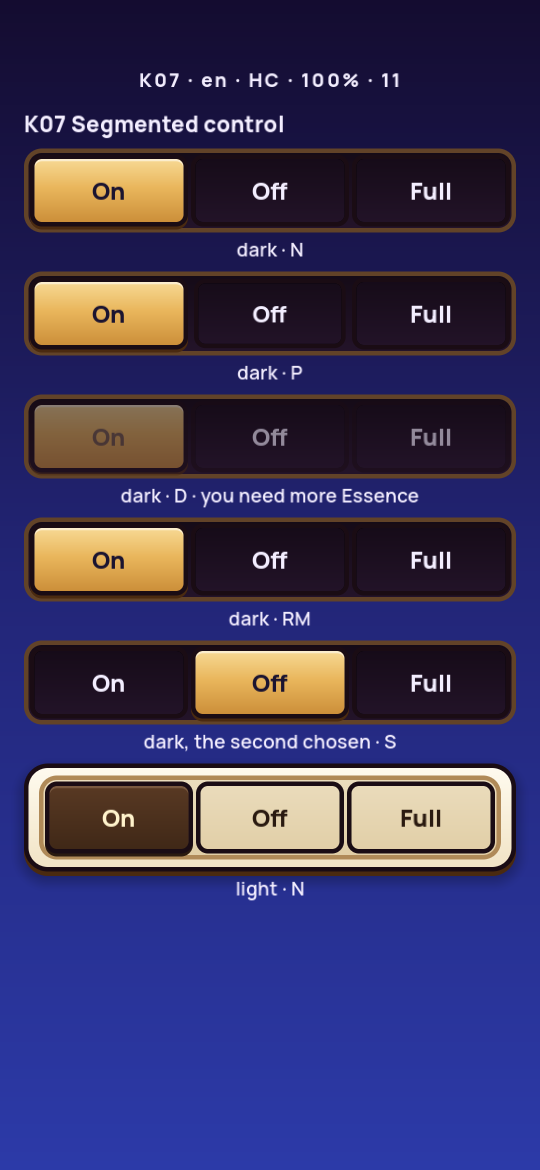 K07 · en · HC · 100% · 11
K07 Segmented control
On Off Full
dark · N
On Off Full
dark · P
On Off Full
dark · D · you need more Essence
On Off Full
dark · RM
On Off Full
dark, the second chosen · S
On Off Full
light · N